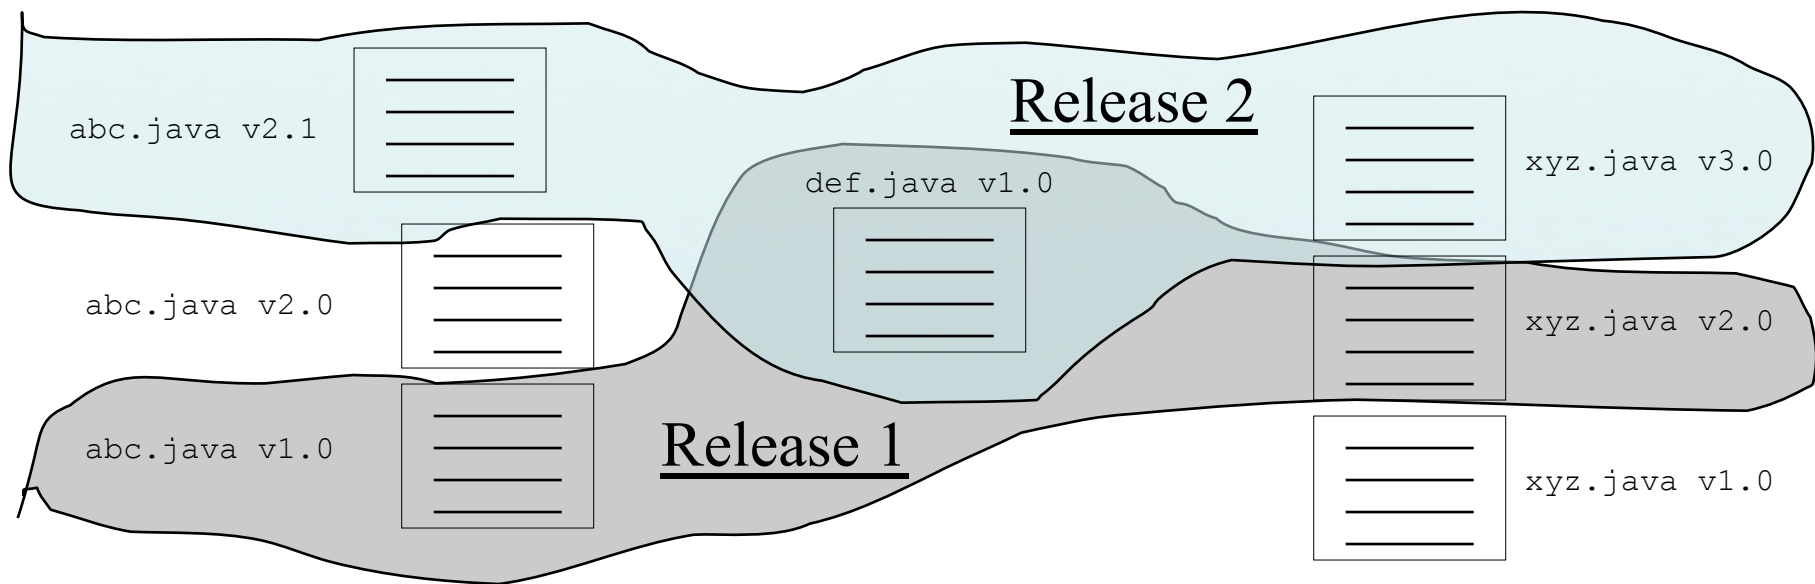 Release 2
abc.java v2.1
xyz.java v3.0
def.java v1.0
abc.java v2.0
xyz.java v2.0
abc.java v1.0
Release 1
xyz.java v1.0